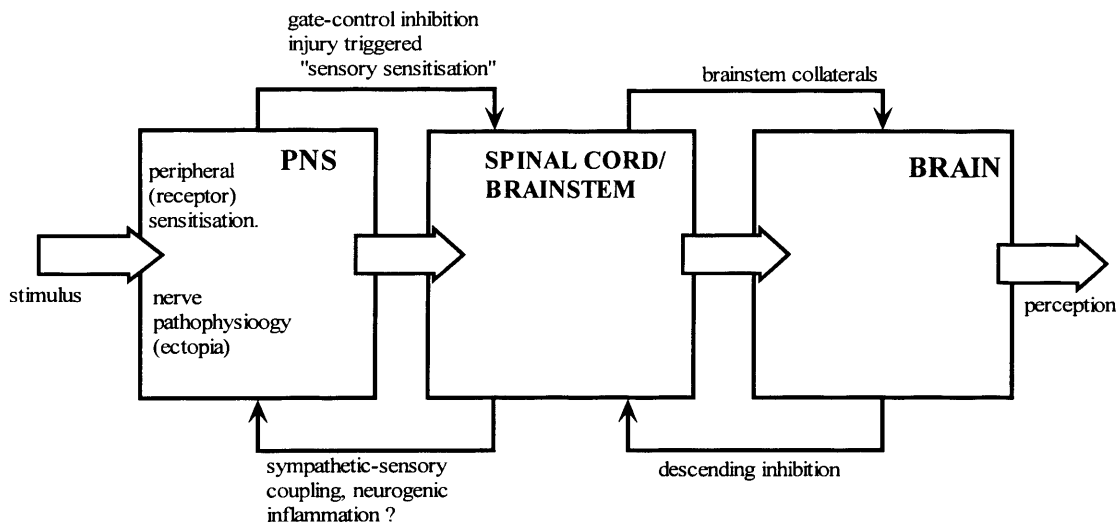 gate-control inhibition
injury triggered
"sensory sensitisation"
brainstem collaterals
PNS
peripheral
(receptor)
sensitisation.
nerve
pathophysioogy
(ectopia)
SPINAL CORD/
BRAINSTEM
BRAIN
stimulus
perception
sympathetic-sensory
coupling, neurogenic
inflammation ?
descending inhibition